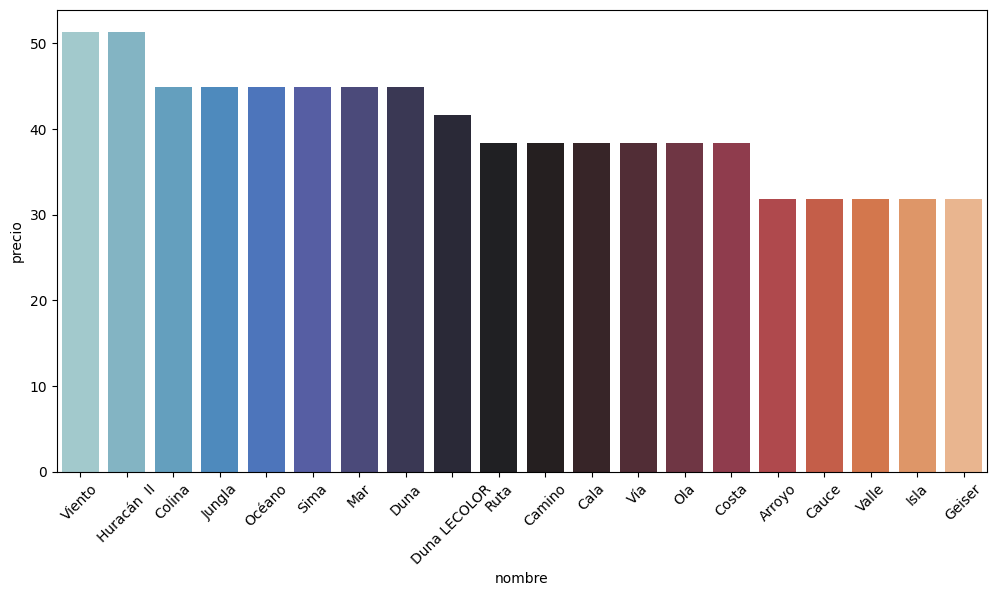 precio
50
40
30
20
10
0
Viento
Huracán  II
Colina
Jungla
Océano
Sima
Mar
Duna
Duna LECOLOR
Ruta
Camino
Cala
Vía
Ola
Costa
Arroyo
Cauce
Valle
Isla
Geiser
nombre